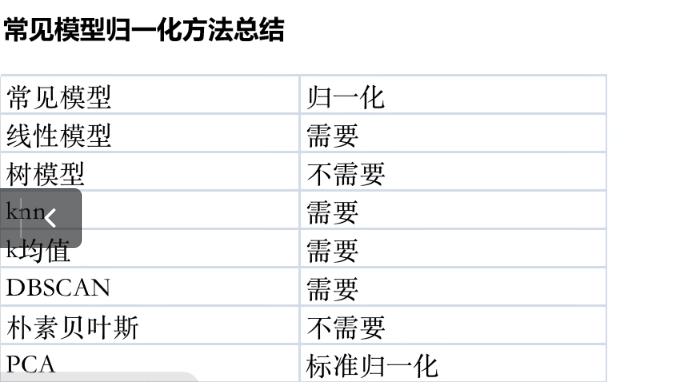 常见模型归一化方法总结
常见模型 归一化
线性模型 需要
树模型 不需要
knn 需要
k均值 需要
DBSCAN 需要
朴素贝叶斯 不需要
PCA 标准归一化